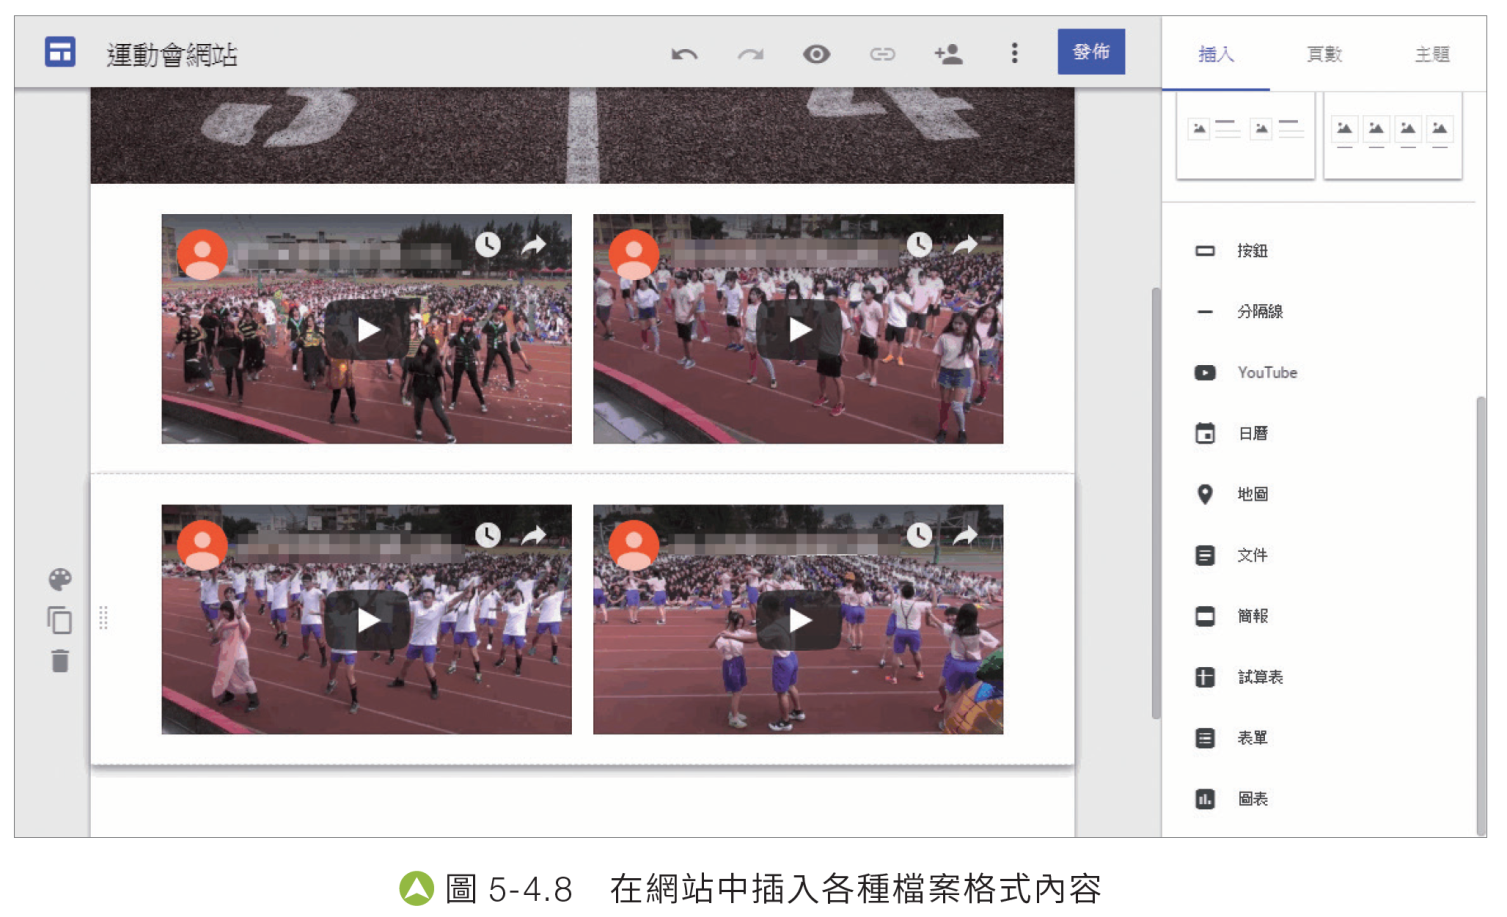 運動會網站
發佈
插入
頁數
主題
3 4
按鈕
分隔線
YouTube
日曆
地圖
文件
簡報
試算表
表單
圖表
圖 5-4.8 在網站中插入各種檔案格式內容